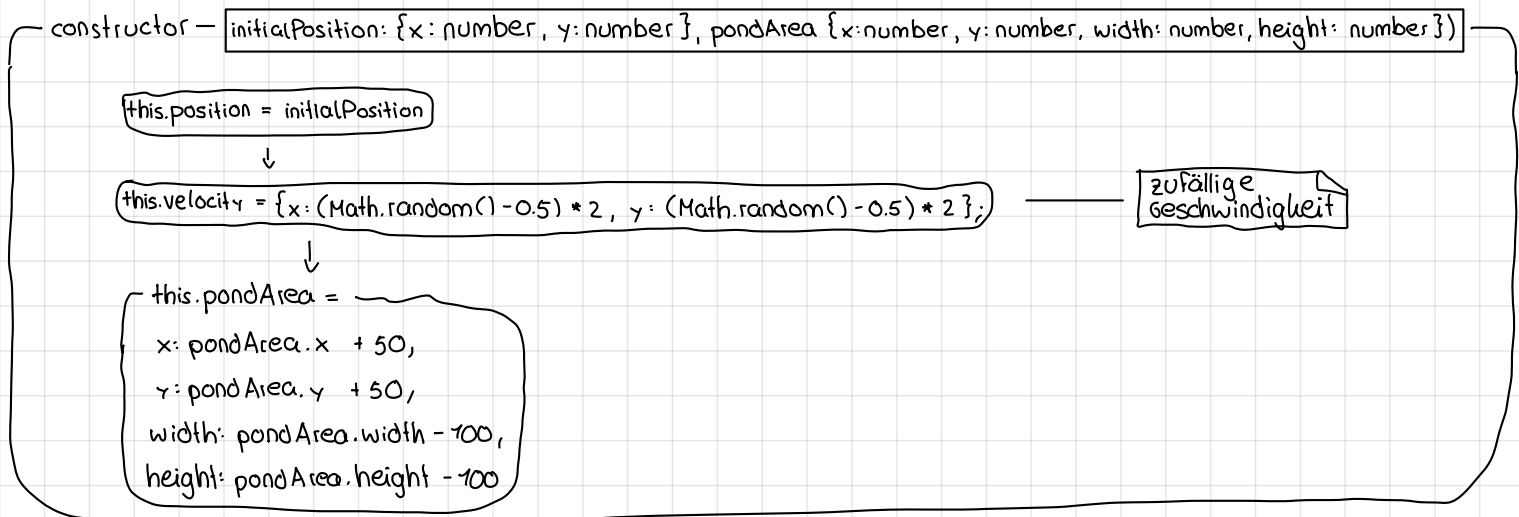 constructor
initialPosition: {x: number, y: number}, pondArea {x: number, y: number, width: number, height: number})
this.position = initialPosition
this.velocity = {x: (Math.random() - 0.5) * 2, y: (Math.random() - 0.5) * 2};
zufällige
Geschwindigkeit
this.pondArea =
x: pondArea.x + 50,
y: pondArea.y + 50,
width: pondArea.width - 100,
height: pondArea.height - 100